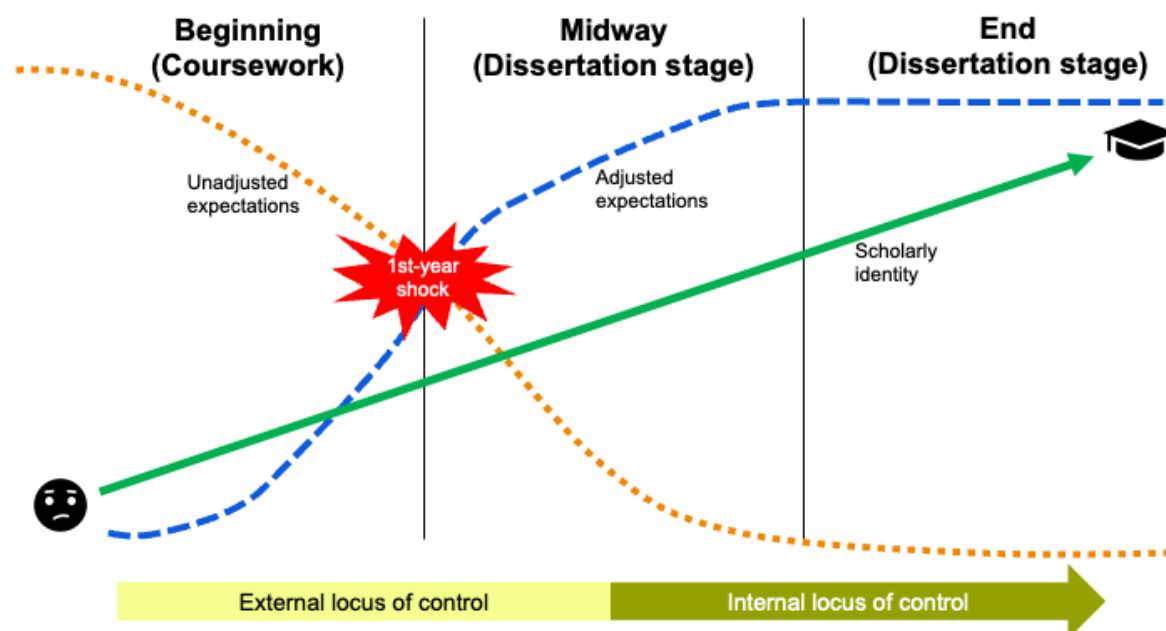 Beginning
(Coursework)
Midway
(Dissertation stage)
End
(Dissertation stage)
Unadjusted
expectations
Adjusted
expectations
1st-year
shock
Scholarly
identity
External locus of control
Internal locus of control